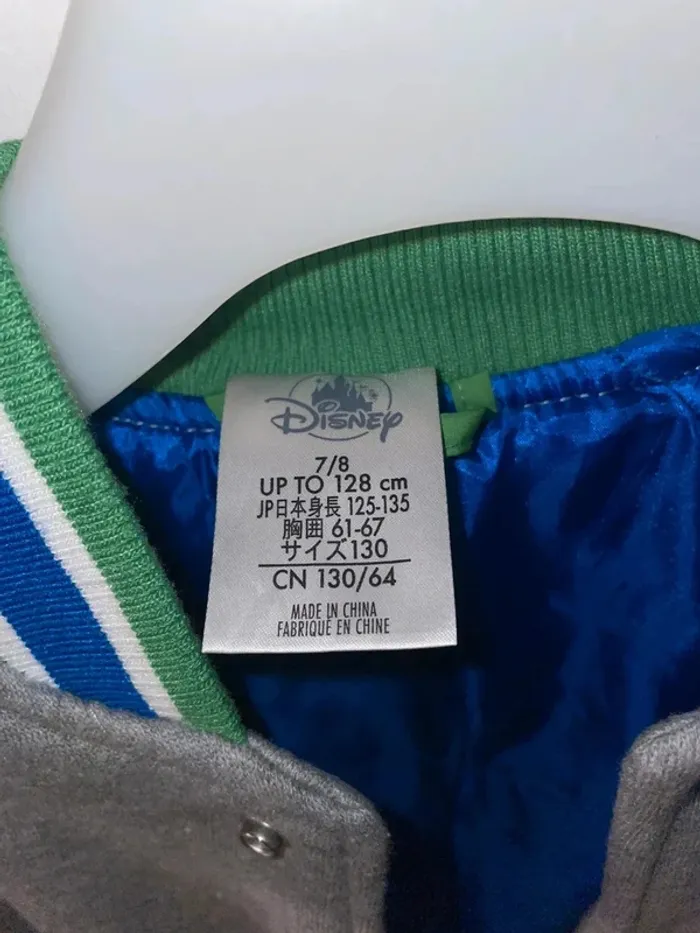 Disney
7/8
UP TO 128 cm
JP日本身長 125-135
胸囲 61-67
サイズ130
CN 130/64
MADE IN CHINA
FABRIQUÉ EN CHINE